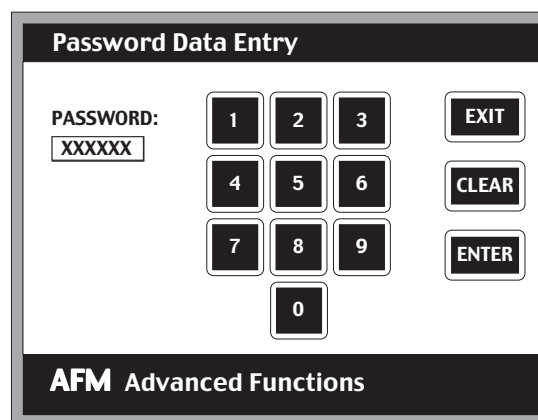 Password Data Entry
PASSWORD:
XXXXXX
1 2 3
4 5 6
7 8 9
0
EXIT
CLEAR
ENTER
AFM Advanced Functions